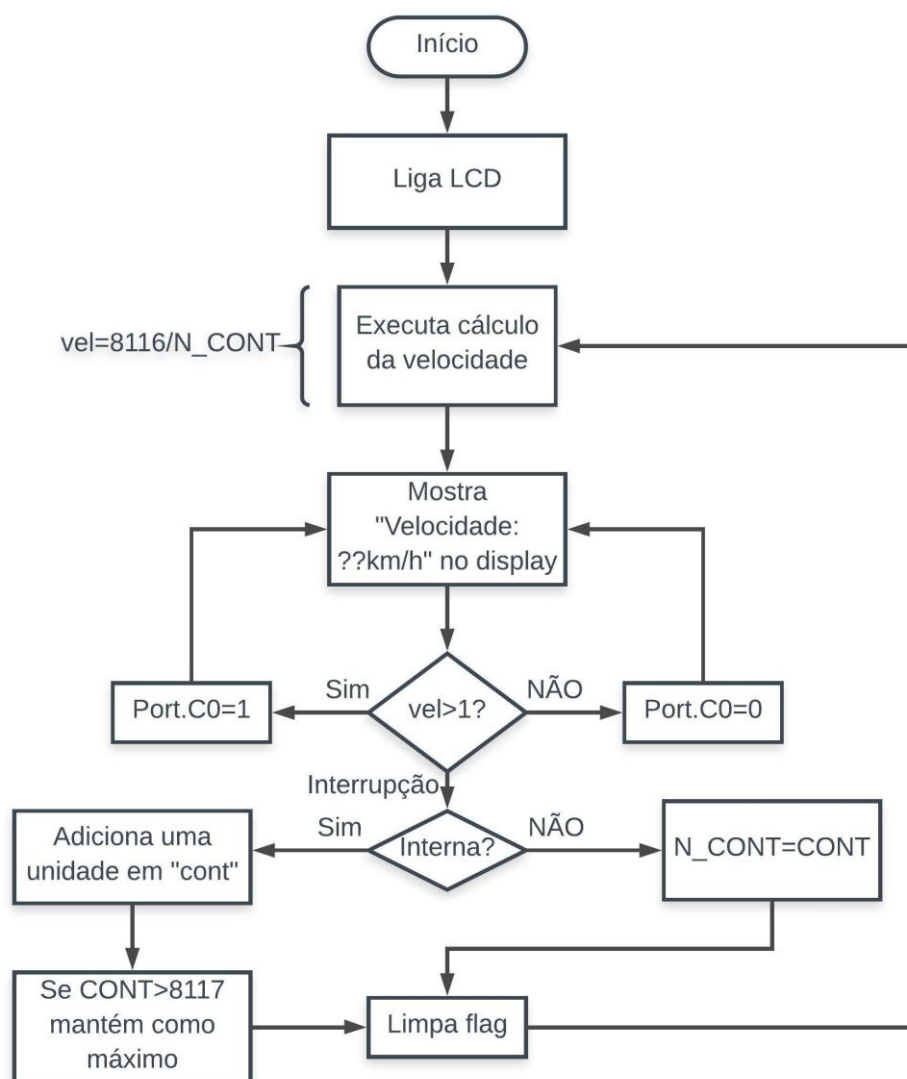 Início
Liga LCD
vel=8116/N_CONT
Executa cálculo
da velocidade
Mostra
"Velocidade:
??km/h" no display
Sim
vel>1?
NÃO
Port.C0=1
Port.C0=0
Interrupção
Sim
Interna?
NÃO
Adiciona uma
unidade em "cont"
N_CONT=CONT
Se CONT>8117
mantém como
máximo
Limpa flag